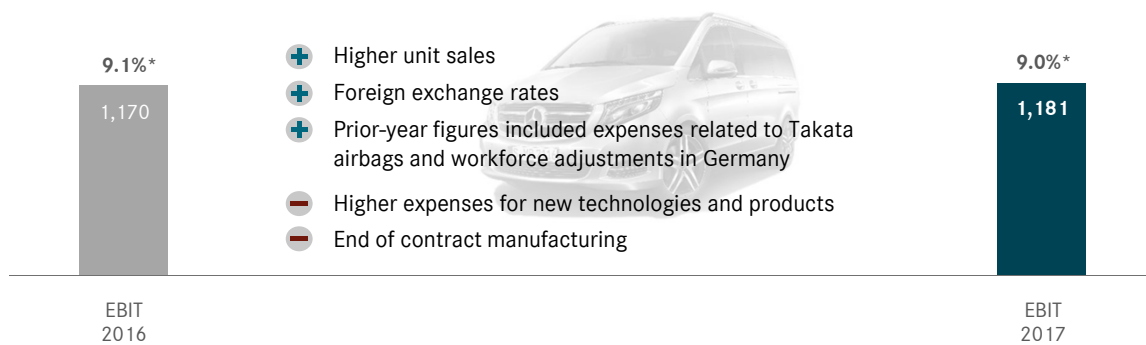 9.1%*
1,170
Higher unit sales
Foreign exchange rates
Prior-year figures included expenses related to Takata
airbags and workforce adjustments in Germany
Higher expenses for new technologies and products
End of contract manufacturing
9.0%*
1,181
EBIT
2016
EBIT
2017